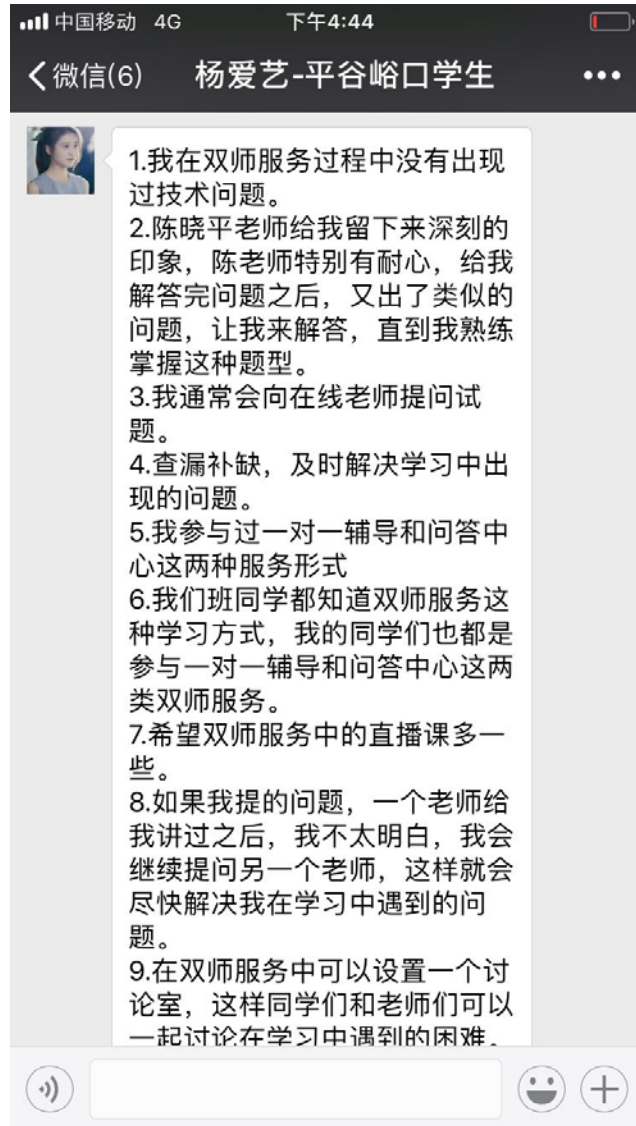 中国移动 4G 下午4:44
微信(6) 杨爱艺-平谷峪口学生
1.我在双师服务过程中没有出现
过技术问题。
2.陈晓平老师给我留下来深刻的
印象，陈老师特别有耐心，给我
解答完问题之后，又出了类似的
问题，让我来解答，直到我熟练
掌握这种题型。
3.我通常会向在线老师提问试
题。
4.查漏补缺，及时解决学习中出
现的问题。
5.我参与过一对一辅导和问答中
心这两种服务形式
6.我们班同学都知道双师服务这
种学习方式，我的同学们也都是
参与一对一辅导和问答中心这两
类双师服务。
7.希望双师服务中的直播课多一
些。
8.如果我提的问题，一个老师给
我讲过之后，我不太明白，我会
继续提问另一个老师，这样就会
尽快解决我在学习中遇到的问
题。
9.在双师服务中可以设置一个讨
论室，这样同学们和老师们可以
一起讨论在学习中遇到的困难。